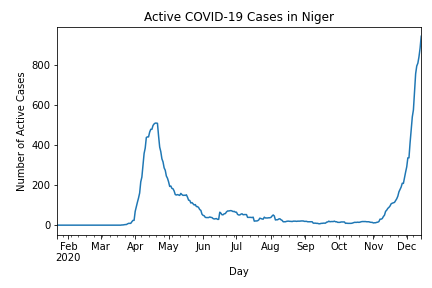 Active COVID-19 Cases in Niger
Number of Active Cases
800
600
400
200
0
Feb Mar Apr May Jun Jul Aug Sep Oct Nov Dec
2020
Day